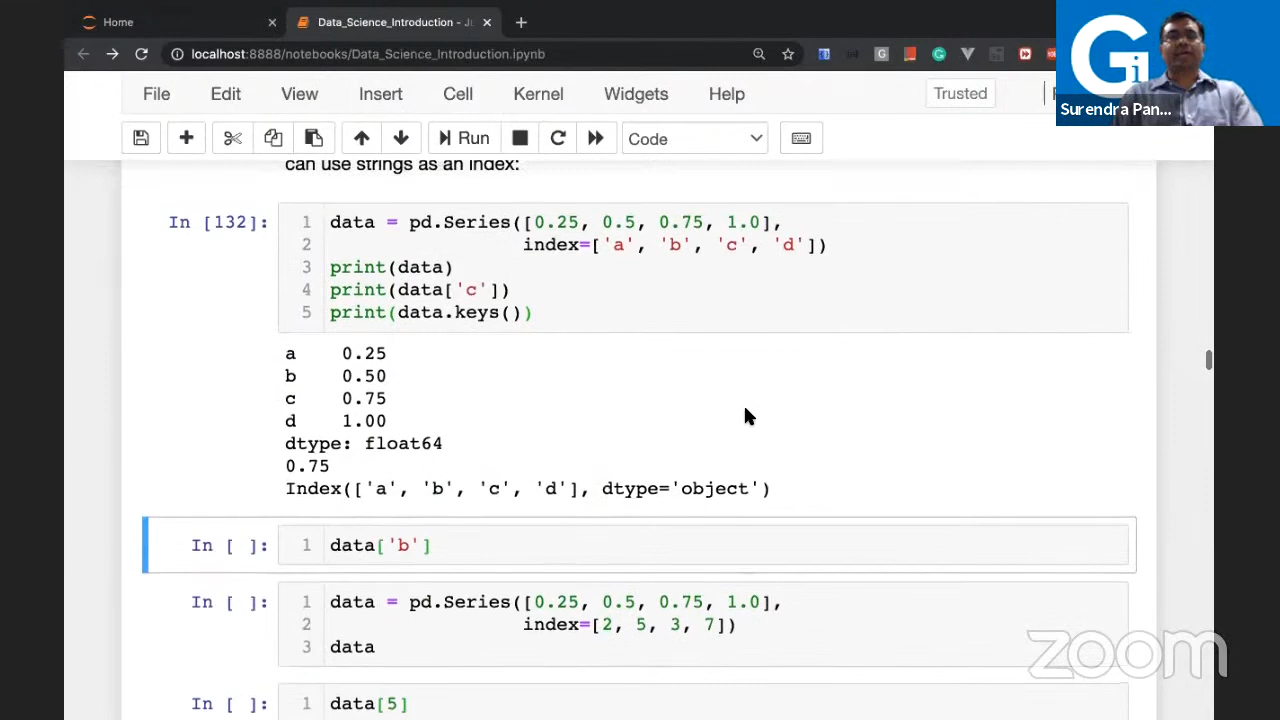 Home
Data_Science_Introduction - Ju
localhost:8888/notebooks/Data_Science_Introduction.ipynb
Gi
Surendra Pan...
File Edit View Insert Cell Kernel Widgets Help
Trusted
Run
Code
can use strings as an index:
In [132]:
1 data = pd.Series([0.25, 0.5, 0.75, 1.0],
2 index=['a', 'b', 'c', 'd'])
3 print(data)
4 print(data['c'])
5 print(data.keys())
a 0.25
b 0.50
c 0.75
d 1.00
dtype: float64
0.75
Index(['a', 'b', 'c', 'd'], dtype='object')
In [ ]: 1 data['b']
In [ ]: 1 data = pd.Series([0.25, 0.5, 0.75, 1.0],
2 index=[2, 5, 3, 7])
3 data
zoom
In [ ]: 1 data[5]